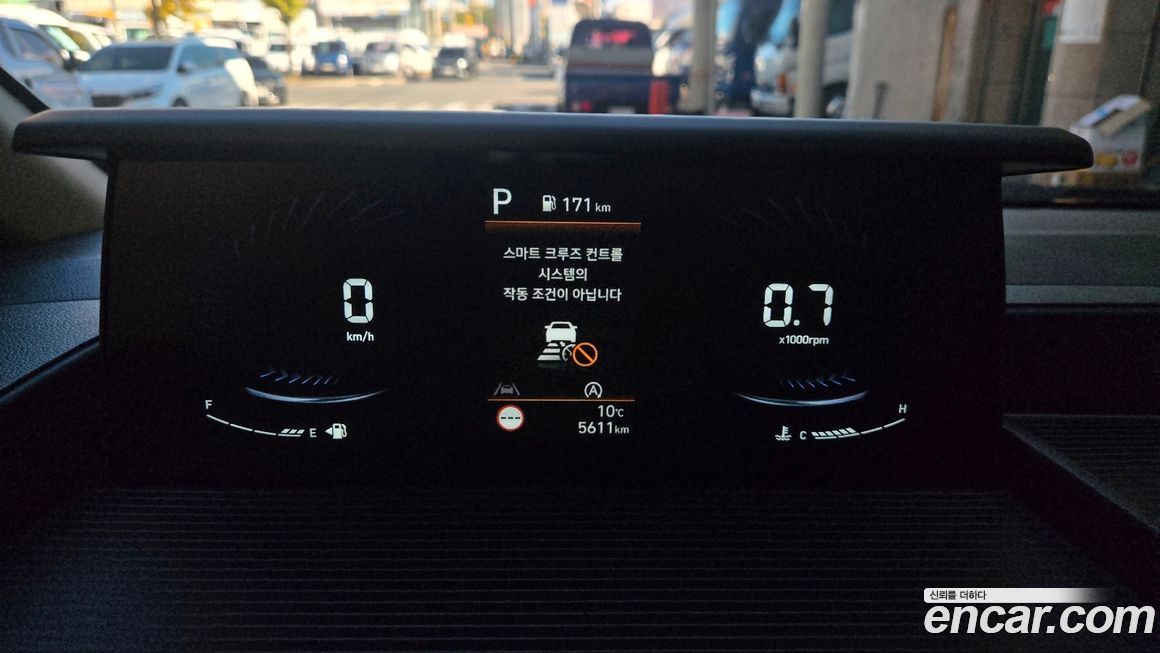 P 171 km
스마트 크루즈 컨트롤
시스템의
작동 조건이 아닙니다
0
km/h
0.7
x1000rpm
A
F
E
---
10℃
5611 km
C
H
신뢰를 더하다
encar.com